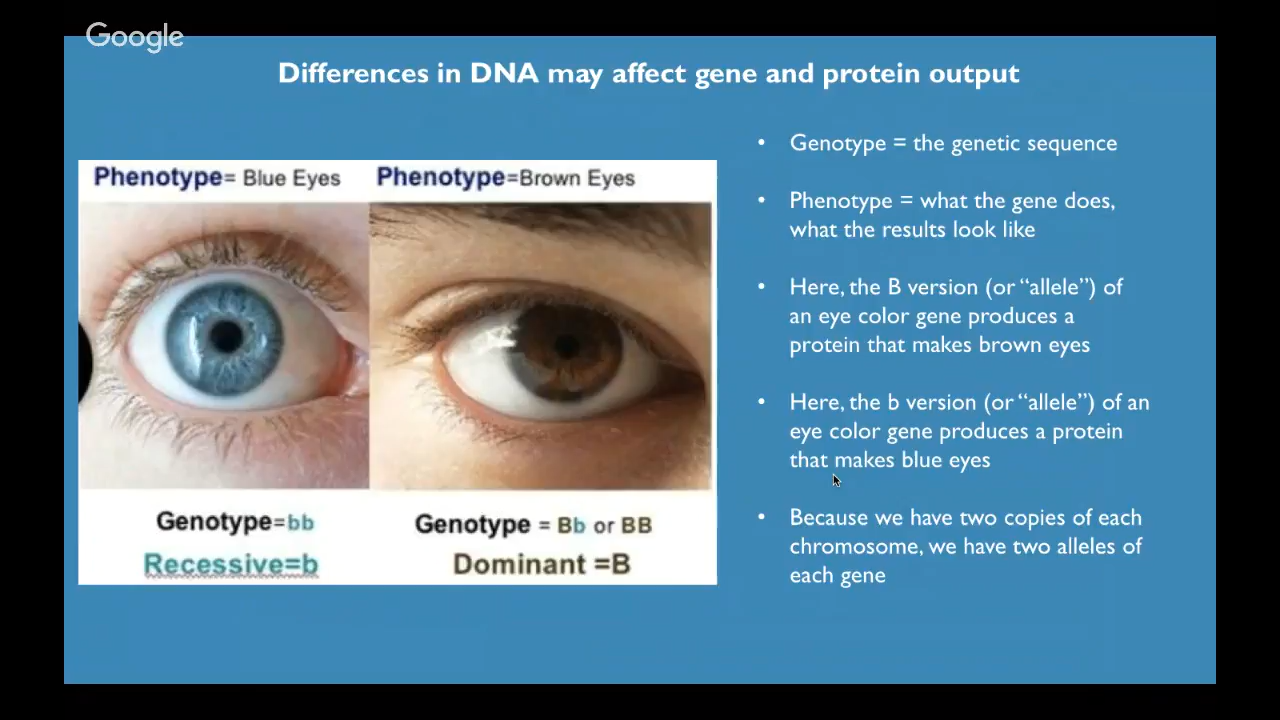 Google
Differences in DNA may affect gene and protein output
Phenotype= Blue Eyes
Phenotype=Brown Eyes
Genotype=bb
Recessive=b
Genotype = Bb or BB
Dominant =B
• Genotype = the genetic sequence
• Phenotype = what the gene does,
what the results look like
• Here, the B version (or “allele”) of
an eye color gene produces a
protein that makes brown eyes
• Here, the b version (or “allele”) of an
eye color gene produces a protein
that makes blue eyes
• Because we have two copies of each
chromosome, we have two alleles of
each gene